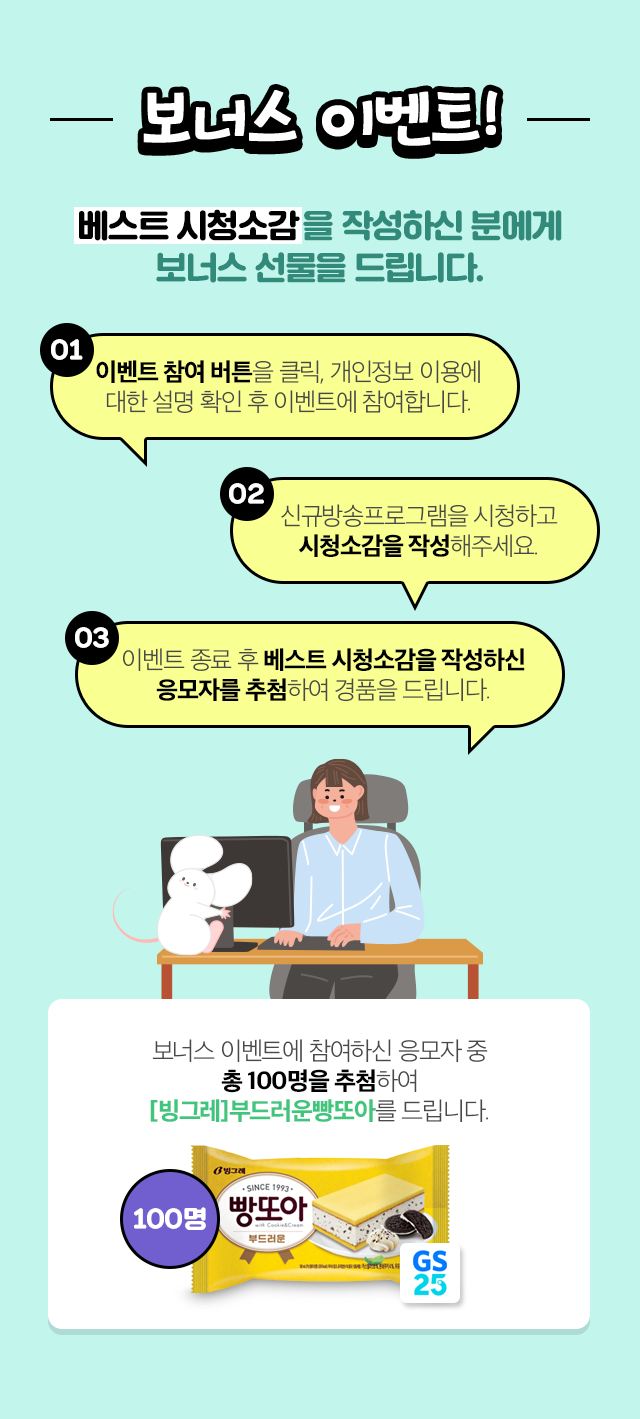 보너스 이벤트!
베스트 시청소감을 작성하신 분에게
보너스 선물을 드립니다.
01
이벤트 참여 버튼을 클릭, 개인정보 이용에
대한 설명 확인 후 이벤트에 참여합니다.
02
신규방송프로그램을 시청하고
시청소감을 작성해주세요.
03
이벤트 종료 후 베스트 시청소감을 작성하신
응모자를 추첨하여 경품을 드립니다.
보너스 이벤트에 참여하신 응모자 중
총 100명을 추첨하여
[빙그레]부드러운빵또아를 드립니다.
빙그레
SINCE 1993
빵또아
with Cookie&Cream
부드러운
100명
GS
25